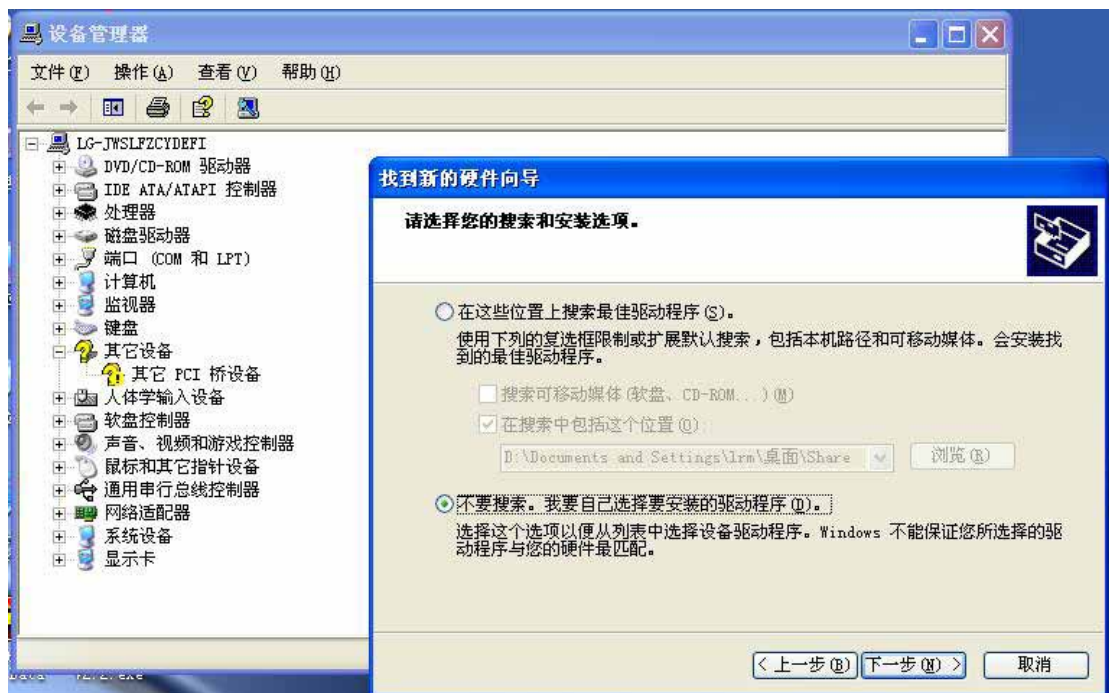 设备管理器
文件(F) 操作(A) 查看(V) 帮助(H)
LG-JWSLFZCYDEFI
DVD/CD-ROM 驱动器
IDE ATA/ATAPI 控制器
处理器
磁盘驱动器
端口 (COM 和 LPT)
计算机
监视器
键盘
其它设备
其它 PCI 桥设备
人体学输入设备
软盘控制器
声音、视频和游戏控制器
鼠标和其它指针设备
通用串行总线控制器
网络适配器
系统设备
显示卡
找到新的硬件向导
请选择您的搜索和安装选项。
在这些位置上搜索最佳驱动程序(S)。
使用下列的复选框限制或扩展默认搜索，包括本机路径和可移动媒体。会安装找
到的最佳驱动程序。
搜索可移动媒体(软盘、CD-ROM...)(M)
在搜索中包括这个位置(O):
D:\Documents and Settings\lrm\桌面\Share
浏览(R)
不要搜索。我要自己选择要安装的驱动程序(D)。
选择这个选项以便从列表中选择设备驱动程序。Windows 不能保证您所选择的驱
动程序与您的硬件最匹配。
< 上一步(B) 下一步(N) > 取消